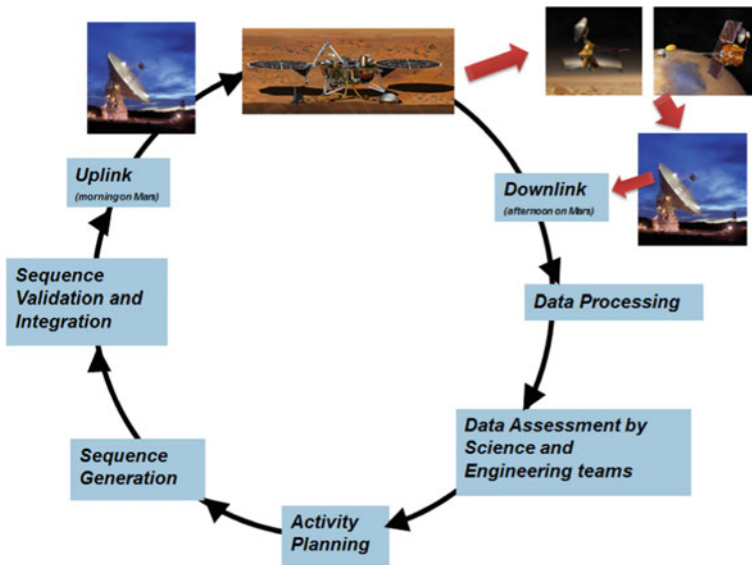 Uplink
(morning on Mars)
Downlink
(afternoon on Mars)
Sequence
Validation and
Integration
Data Processing
Data Assessment by
Science and
Engineering teams
Sequence
Generation
Activity
Planning